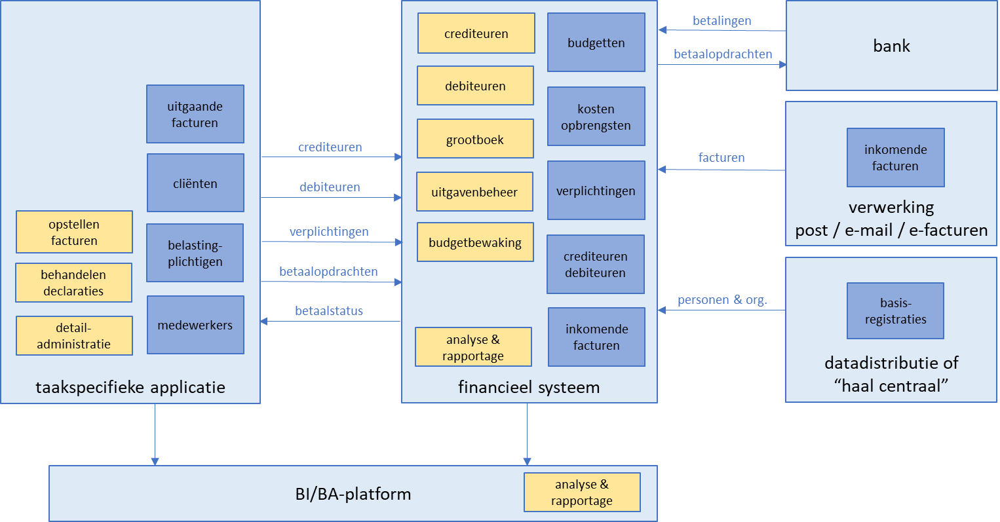 uitgaande
facturen
cliënten
opstellen
facturen
belasting-
plichtigen
behandelen
declaraties
detail-
administratie
medewerkers
taakspecifieke applicatie
crediteuren
debiteuren
verplichtingen
betaalopdrachten
betaalstatus
crediteuren
budgetten
debiteuren
kosten
opbrengsten
grootboek
uitgavenbeheer
verplichtingen
budgetbewaking
crediteuren
debiteuren
analyse &
rapportage
inkomende
facturen
financieel systeem
betalingen
betaalopdrachten
facturen
personen & org.
bank
inkomende
facturen
verwerking
post / e-mail / e-facturen
basis-
registraties
datadistributie of
“haal centraal”
BI/BA-platform
analyse &
rapportage